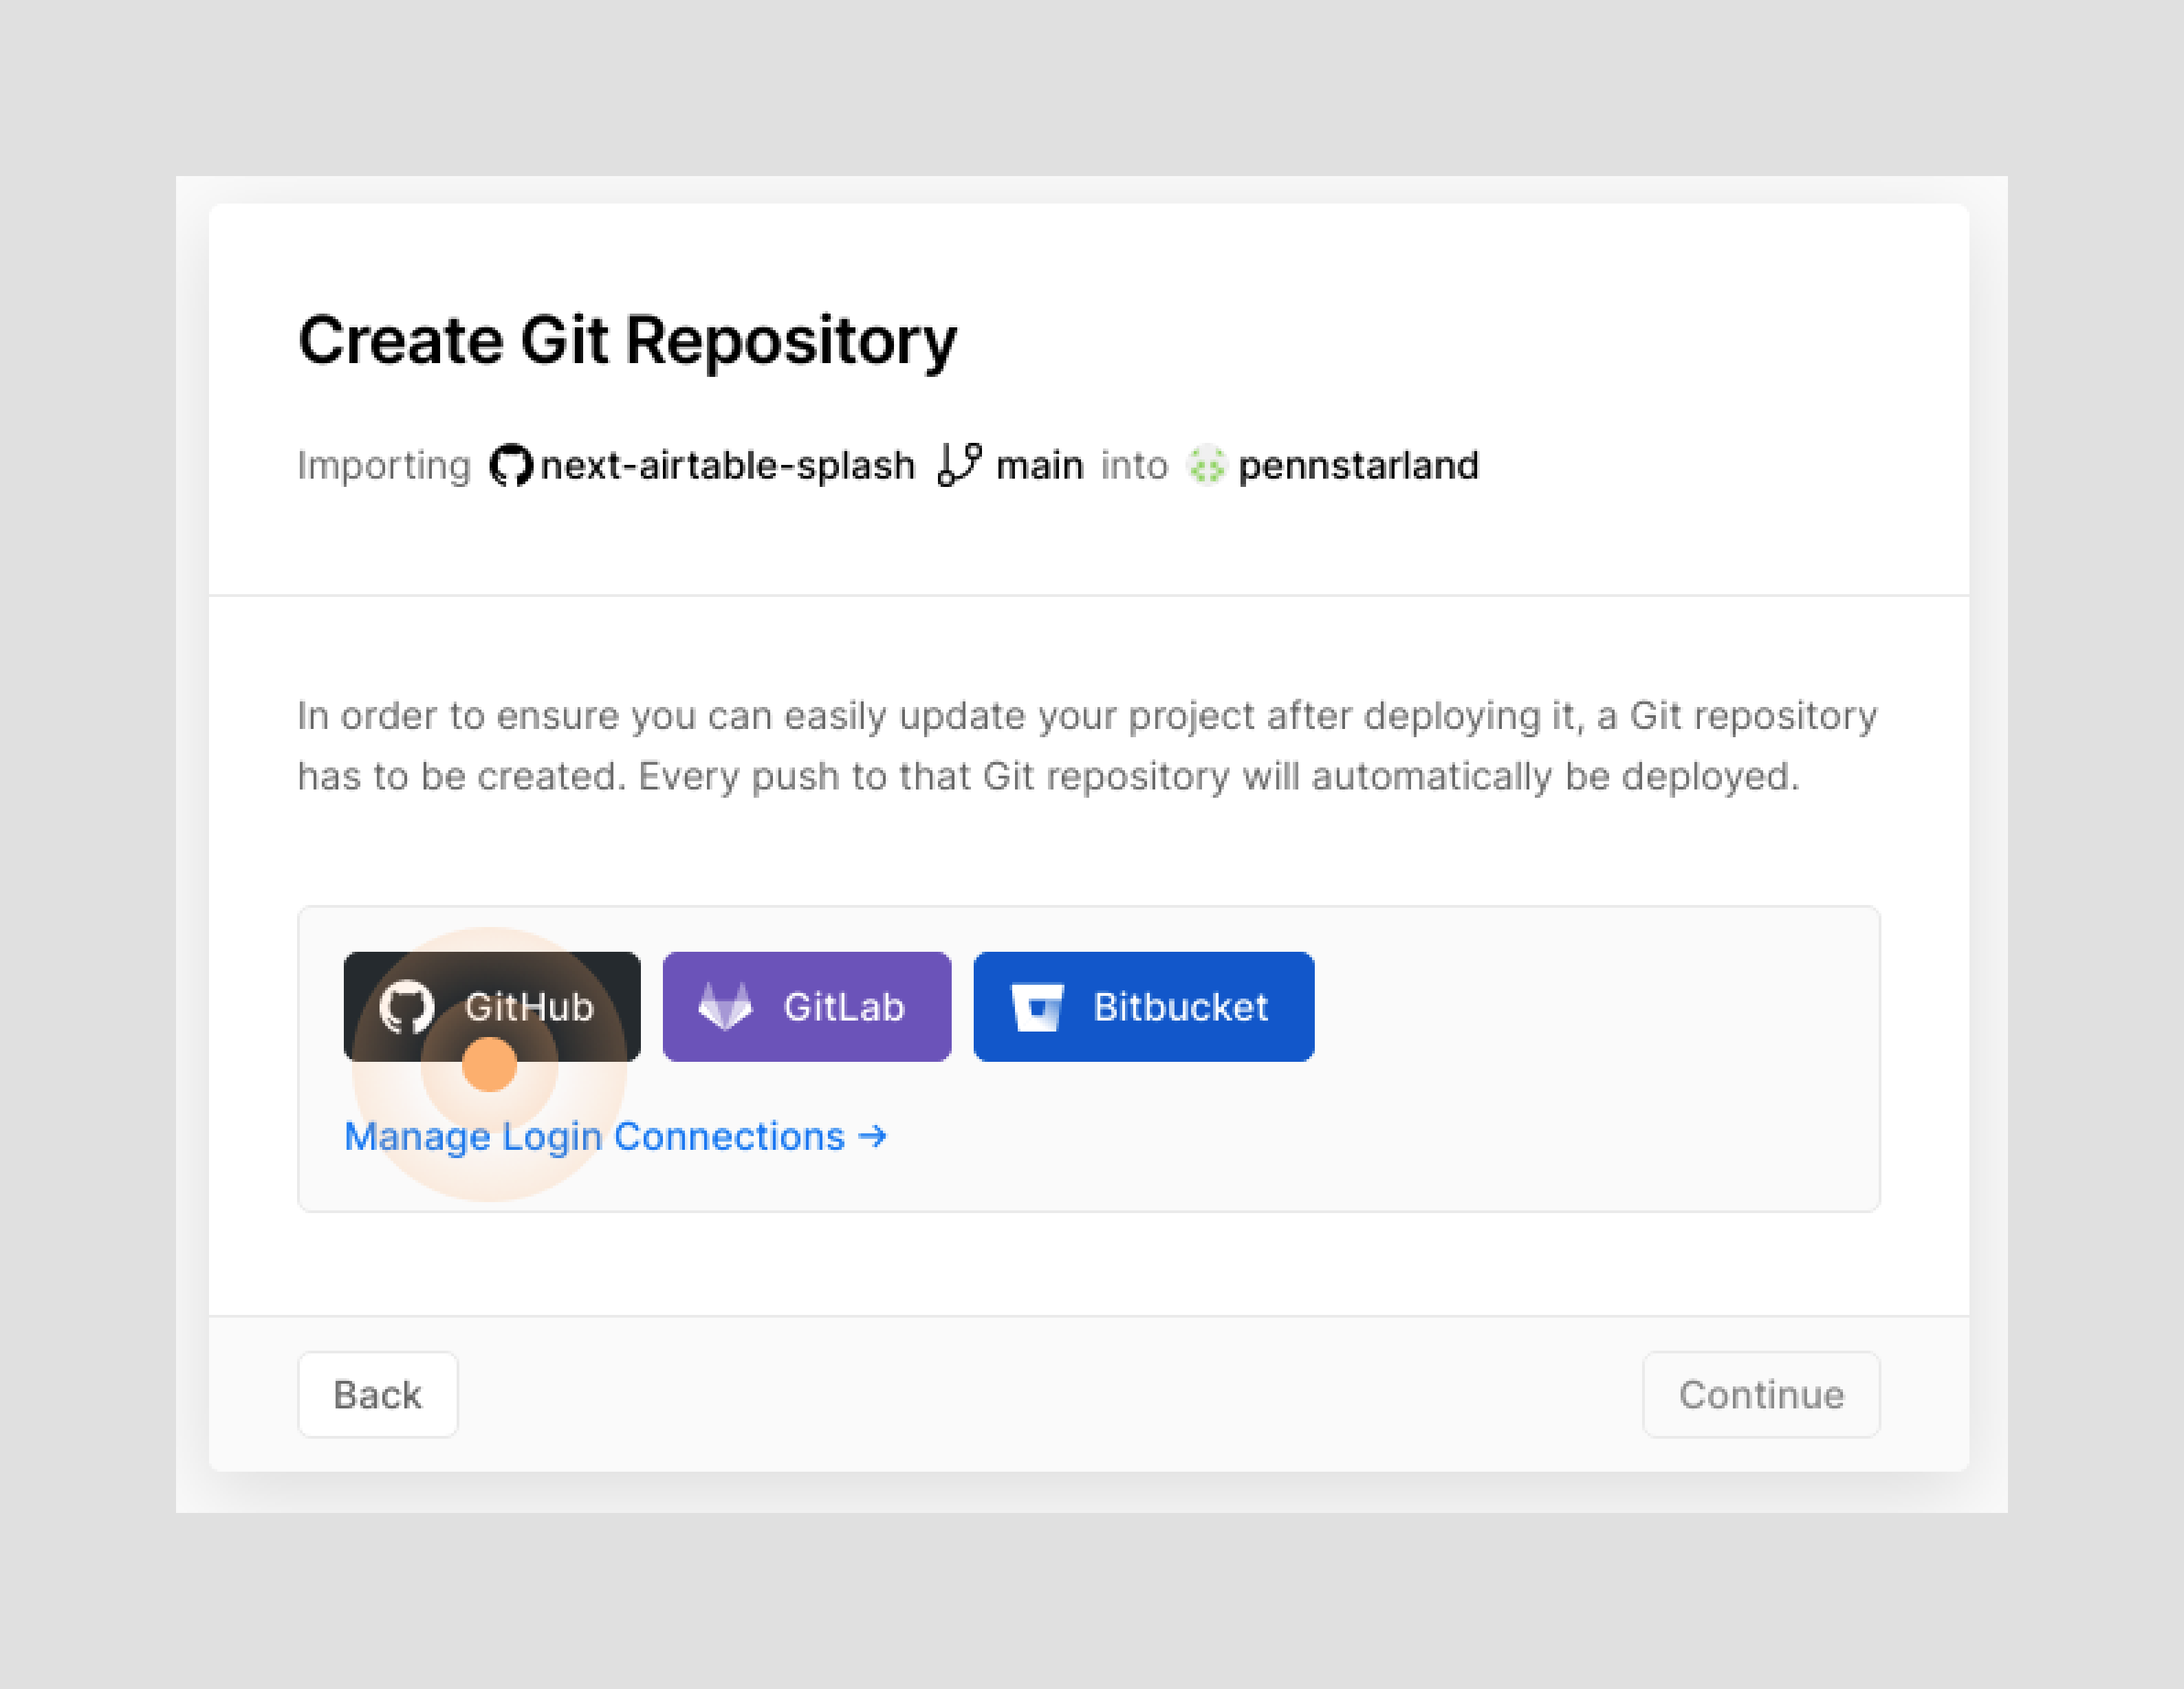 Create Git Repository
Importing next-airtable-splash main into pennstarland
In order to ensure you can easily update your project after deploying it, a Git repository
has to be created. Every push to that Git repository will automatically be deployed.
GitHub GitLab Bitbucket
Manage Login Connections →
Back Continue